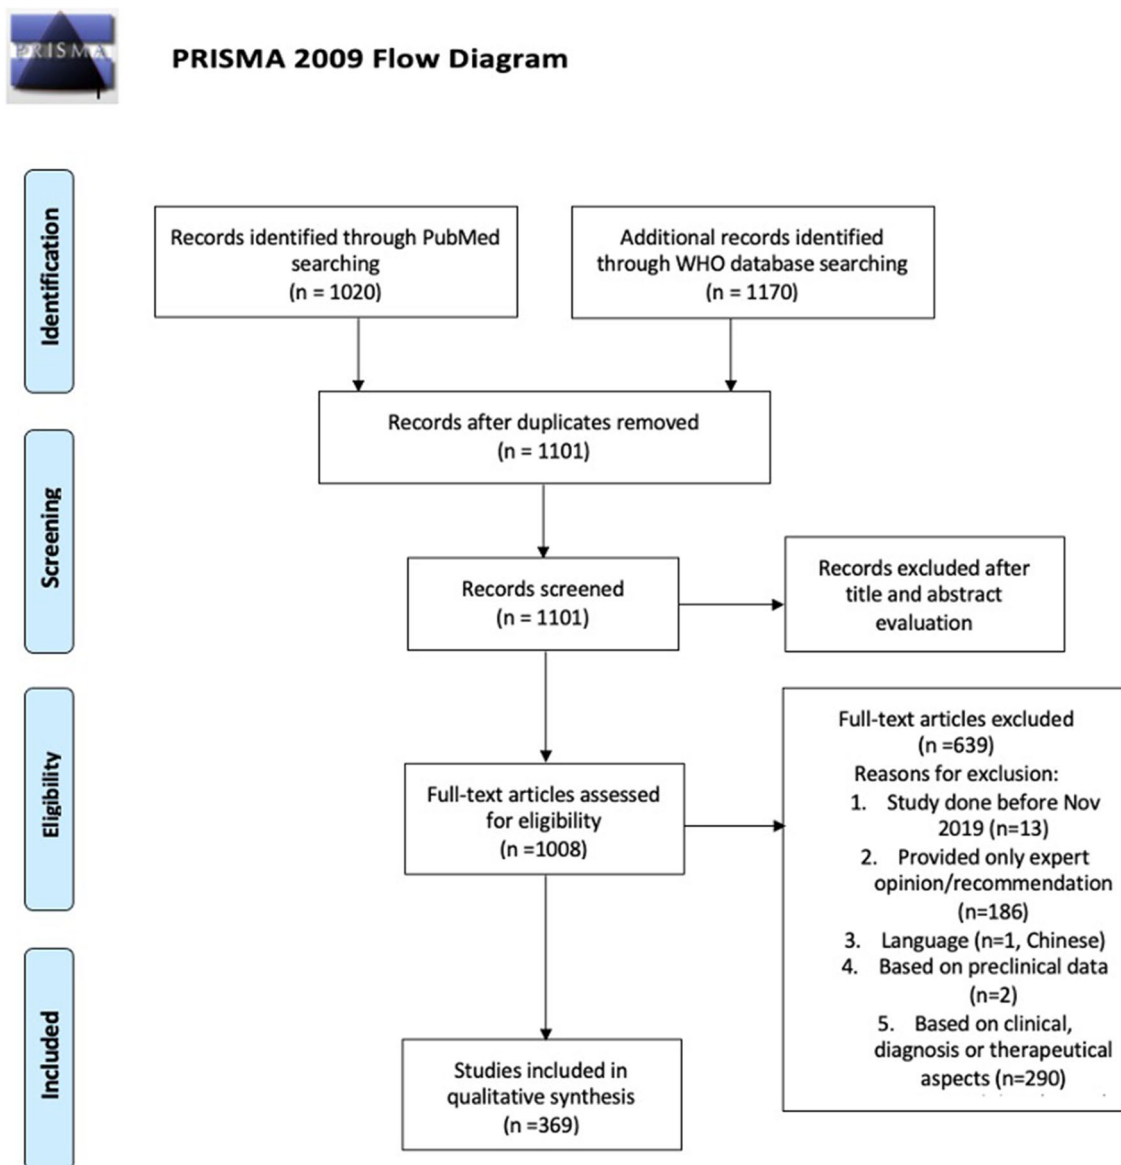 PRISMA
PRISMA 2009 Flow Diagram
Identification
Records identified through PubMed
searching
(n = 1020)
Additional records identified
through WHO database searching
(n = 1170)
Records after duplicates removed
(n = 1101)
Screening
Records screened
(n = 1101)
Records excluded after
title and abstract
evaluation
Eligibility
Full-text articles assessed
for eligibility
(n =1008)
Full-text articles excluded
(n =639)
Reasons for exclusion:
1. Study done before Nov
2019 (n=13)
2. Provided only expert
opinion/recommendation
(n=186)
3. Language (n=1, Chinese)
4. Based on preclinical data
(n=2)
5. Based on clinical,
diagnosis or therapeutical
aspects (n=290)
Included
Studies included in
qualitative synthesis
(n =369)